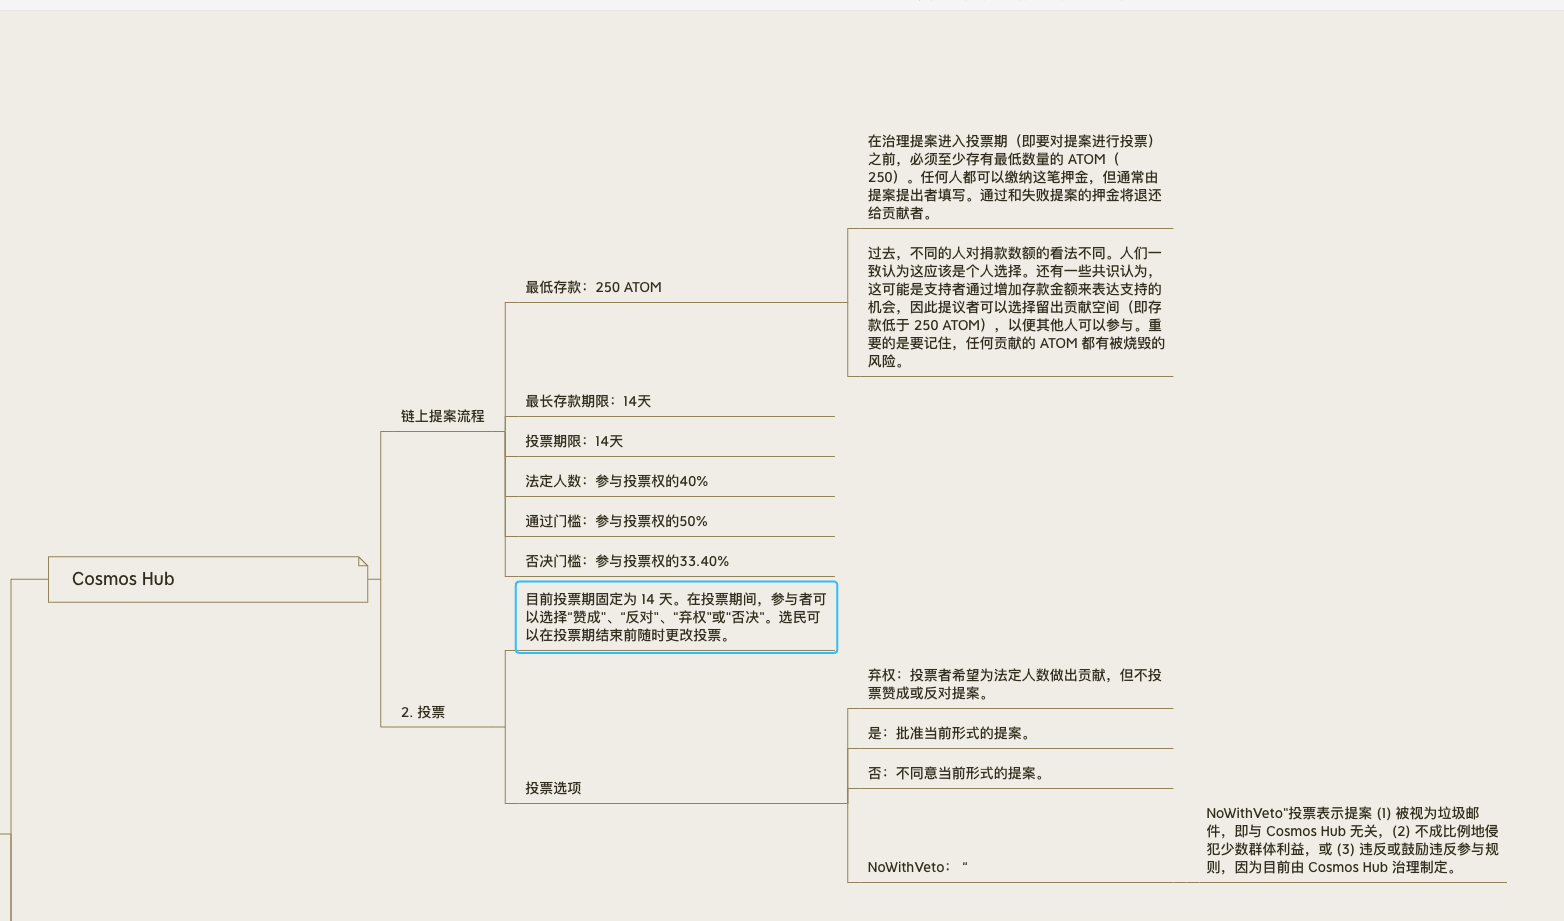 在治理提案进入投票期（即要对提案进行投票）
之前，必须至少存有最低数量的 ATOM（
250）。任何人都可以缴纳这笔押金，但通常由
提案提出者填写。通过和失败提案的押金将退还
给贡献者。
过去，不同的人对捐款数额的看法不同。人们一
致认为这应该是个人选择。还有一些共识认为，
这可能是支持者通过增加存款金额来表达支持的
机会，因此提议者可以选择留出贡献空间（即存
款低于 250 ATOM），以便其他人可以参与。重
要的是要记住，任何贡献的 ATOM 都有被烧毁的
风险。
最低存款：250 ATOM
最长存款期限：14天
链上提案流程
投票期限：14天
法定人数：参与投票权的40%
通过门槛：参与投票权的50%
否决门槛：参与投票权的33.40%
Cosmos Hub
目前投票期固定为 14 天。在投票期间，参与者可
以选择“赞成”、“反对”、“弃权”或“否决”。选民可
以在投票期结束前随时更改投票。
2. 投票
弃权：投票者希望为法定人数做出贡献，但不投
票赞成或反对提案。
是：批准当前形式的提案。
否：不同意当前形式的提案。
投票选项
NoWithVeto： “
NoWithVeto”投票表示提案 (1) 被视为垃圾邮
件，即与 Cosmos Hub 无关，(2) 不成比例地侵
犯少数群体利益，或 (3) 违反或鼓励违反参与规
则，因为目前由 Cosmos Hub 治理制定。